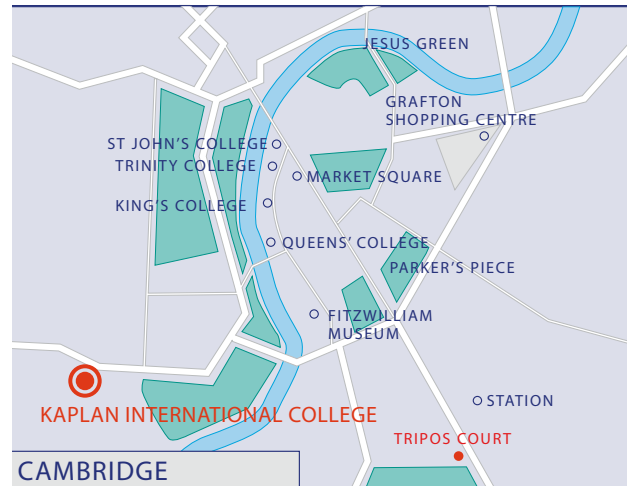 JESUS GREEN
GRAFTON
SHOPPING CENTRE
ST JOHN'S COLLEGE
TRINITY COLLEGE
MARKET SQUARE
KING'S COLLEGE
QUEENS' COLLEGE
PARKER'S PIECE
FITZWILLIAM
MUSEUM
STATION
KAPLAN INTERNATIONAL COLLEGE
TRIPOS COURT
CAMBRIDGE